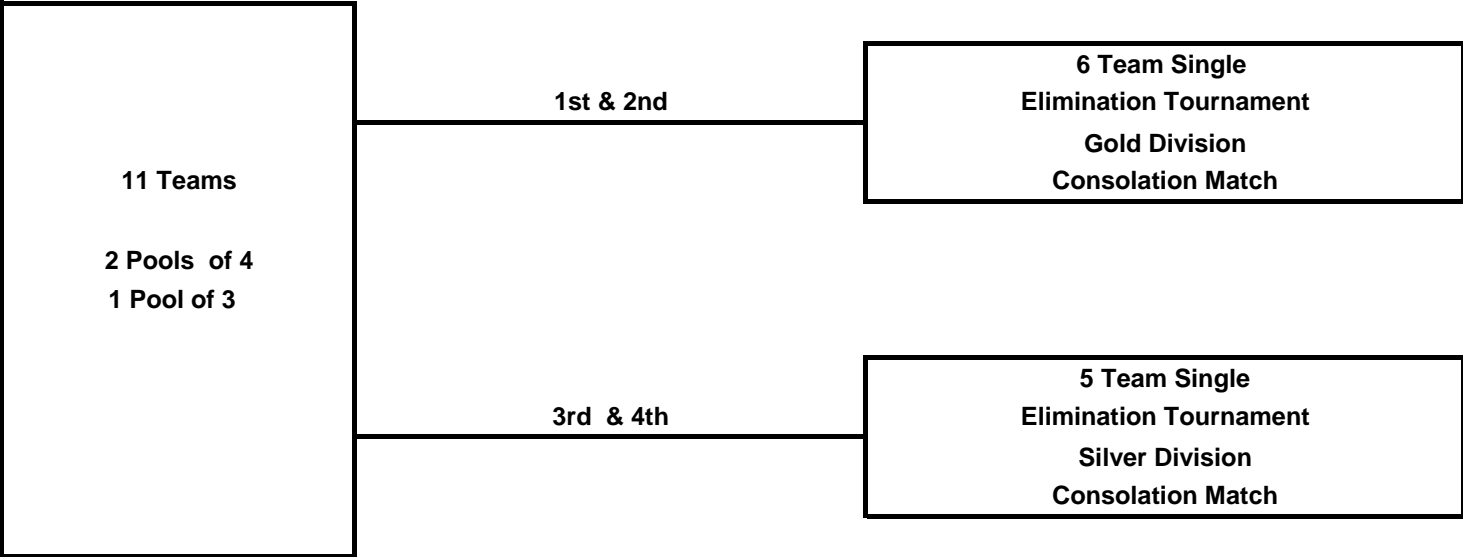 11 Teams
2 Pools of 4
1 Pool of 3
1st & 2nd
6 Team Single
Elimination Tournament
Gold Division
Consolation Match
3rd & 4th
5 Team Single
Elimination Tournament
Silver Division
Consolation Match